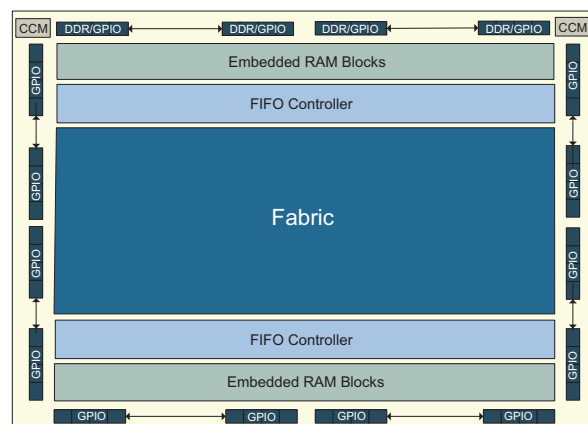 CCM
DDR/GPIO
DDR/GPIO
DDR/GPIO
DDR/GPIO
CCM
Embedded RAM Blocks
FIFO Controller
GPIO
GPIO
GPIO
GPIO
Fabric
GPIO
GPIO
GPIO
GPIO
FIFO Controller
Embedded RAM Blocks
GPIO
GPIO
GPIO
GPIO